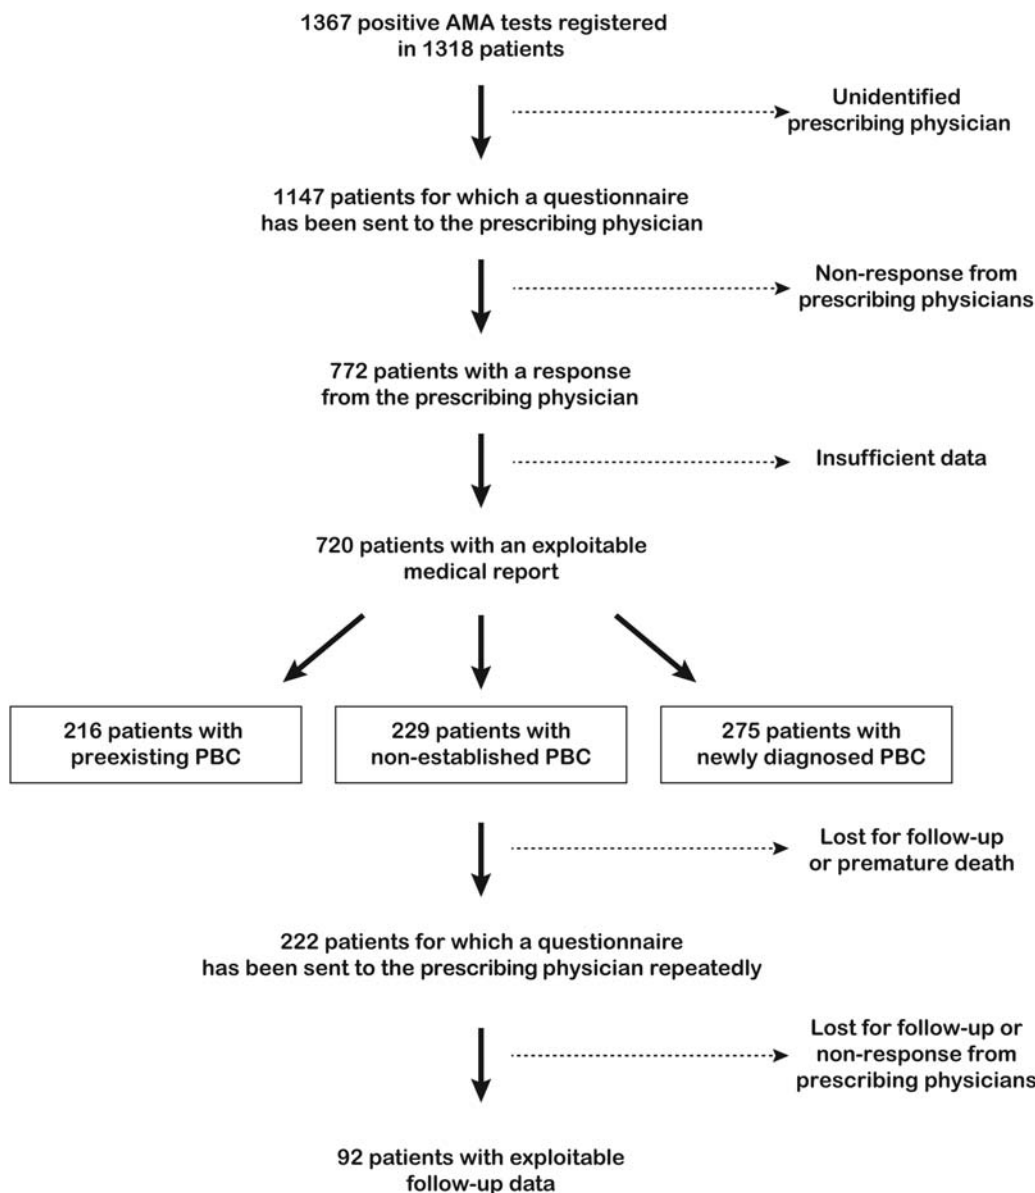 1367 positive AMA tests registered
in 1318 patients
Unidentified
prescribing physician
1147 patients for which a questionnaire
has been sent to the prescribing physician
Non-response from
prescribing physicians
772 patients with a response
from the prescribing physician
Insufficient data
720 patients with an exploitable
medical report
216 patients with
preexisting PBC
229 patients with
non-established PBC
275 patients with
newly diagnosed PBC
Lost for follow-up
or premature death
222 patients for which a questionnaire
has been sent to the prescribing physician repeatedly
Lost for follow-up or
non-response from
prescribing physicians
92 patients with exploitable
follow-up data